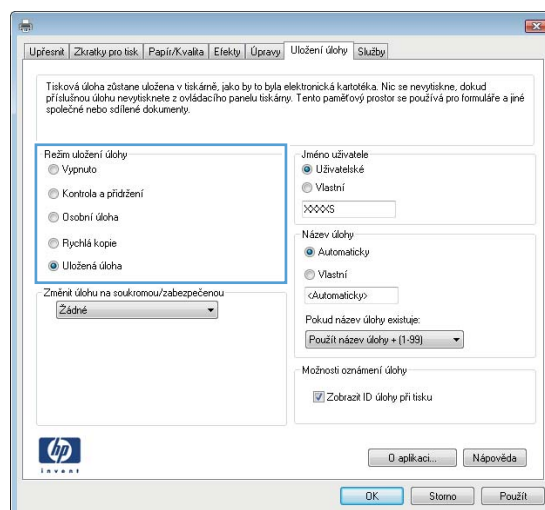 Upřesnit
Zkratky pro tisk
Papír/Kvalita
Efekty
Úpravy
Uložení úlohy
Služby
Tisková úloha zůstane uložena v tiskárně, jako by to byla elektronická kartotéka. Nic se nevytiskne, dokud
příslušnou úlohu nevytisknete z ovládacího panelu tiskárny. Tento paměťový prostor se používá pro formuláře a jiné
společné nebo sdílené dokumenty.
Režim uložení úlohy
Vypnuto
Kontrola a přidržení
Osobní úloha
Rychlá kopie
Uložená úloha
Změnit úlohu na soukromou/zabezpečenou
Žádné
Jméno uživatele
Uživatelské
Vlastní
XXXXS
Název úlohy
Automaticky
Vlastní
<Automaticky>
Pokud název úlohy existuje:
Použít název úlohy + (1-99)
Možnosti oznámení úlohy
Zobrazit ID úlohy při tisku
hp
invent
O aplikaci...
Nápověda
OK
Storno
Použít